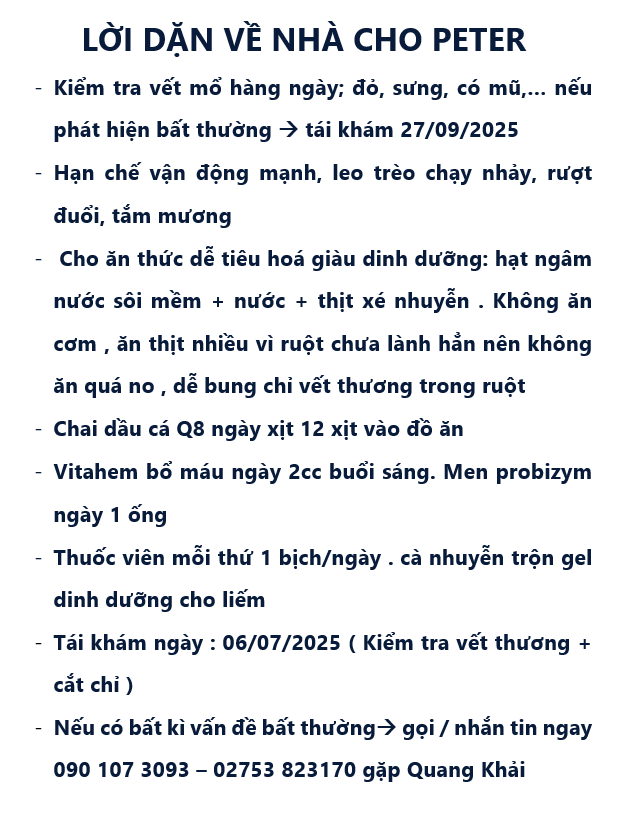 LỜI DẶN VỀ NHÀ CHO PETER
- Kiểm tra vết mổ hàng ngày; đỏ, sưng, có mũ,... nếu
phát hiện bất thường → tái khám 27/09/2025
- Hạn chế vận động mạnh, leo trèo chạy nhảy, rượt
đuổi, tắm mương
- Cho ăn thức dễ tiêu hoá giàu dinh dưỡng: hạt ngâm
nước sôi mềm + nước + thịt xé nhuyễn . Không ăn
cơm , ăn thịt nhiều vì ruột chưa lành hẳn nên không
ăn quá no , dễ bung chỉ vết thương trong ruột
- Chai dầu cá Q8 ngày xịt 12 xịt vào đồ ăn
- Vitahem bổ máu ngày 2cc buổi sáng. Men probizym
ngày 1 ống
- Thuốc viên mỗi thứ 1 bịch/ngày . cà nhuyễn trộn gel
dinh dưỡng cho liếm
- Tái khám ngày : 06/07/2025 ( Kiểm tra vết thương +
cắt chỉ )
- Nếu có bất kì vấn đề bất thường→ gọi / nhắn tin ngay
090 107 3093 – 02753 823170 gặp Quang Khải